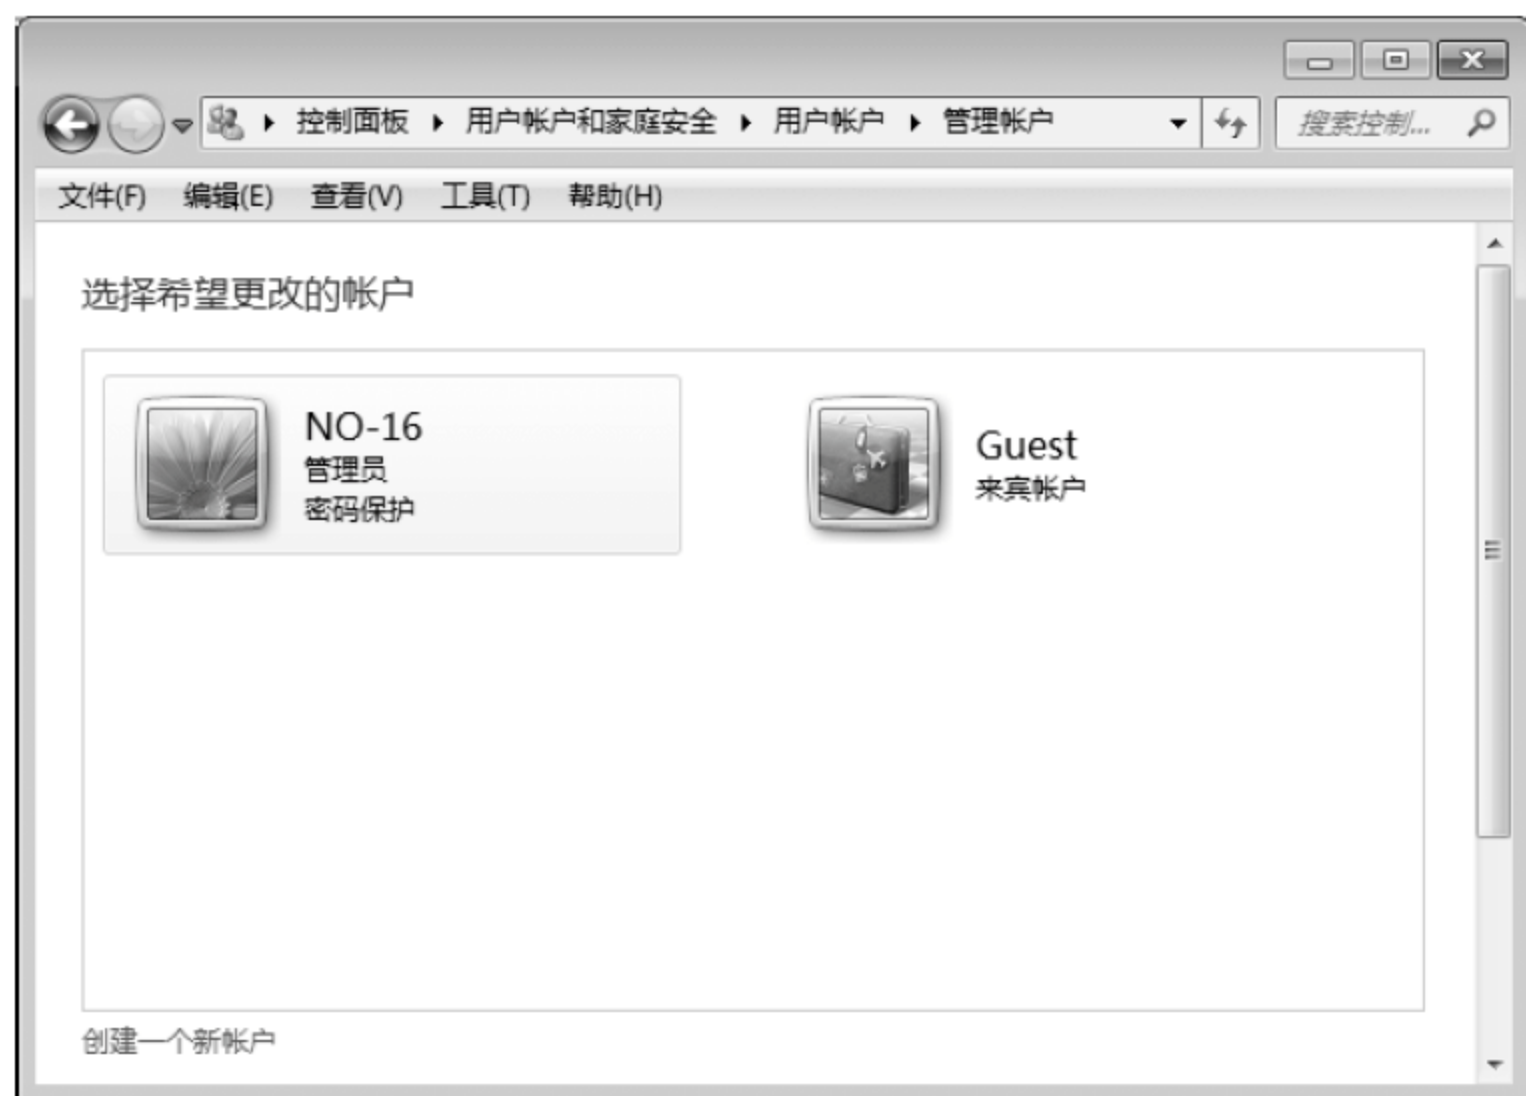 控制面板 用户帐户和家庭安全 用户帐户 管理帐户 搜索控制...
文件(F) 编辑(E) 查看(V) 工具(T) 帮助(H)
选择希望更改的帐户
NO-16
管理员
密码保护
Guest
来宾帐户
创建一个新帐户